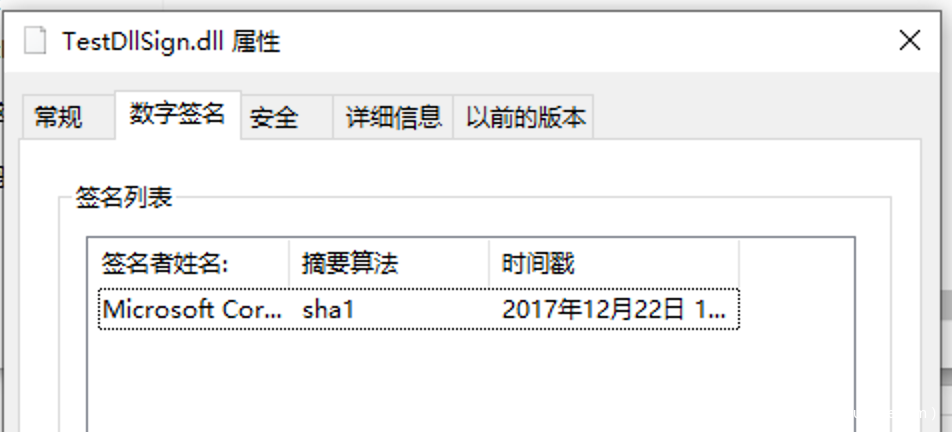 TestDllSign.dll 属性
常规 数字签名 安全 详细信息 以前的版本
签名列表
签名者姓名: 摘要算法 时间戳
Microsoft Cor... sha1 2017年12月22日 1...